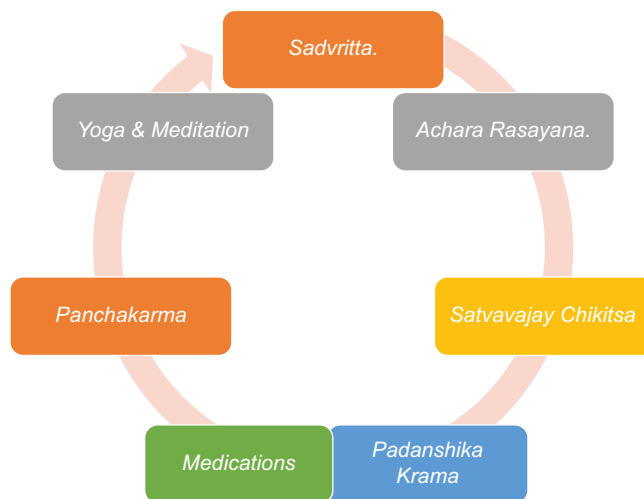 Sadvritta.
Achara Rasayana.
Satvavajay Chikitsa
Padanshika
Krama
Medications
Panchakarma
Yoga & Meditation